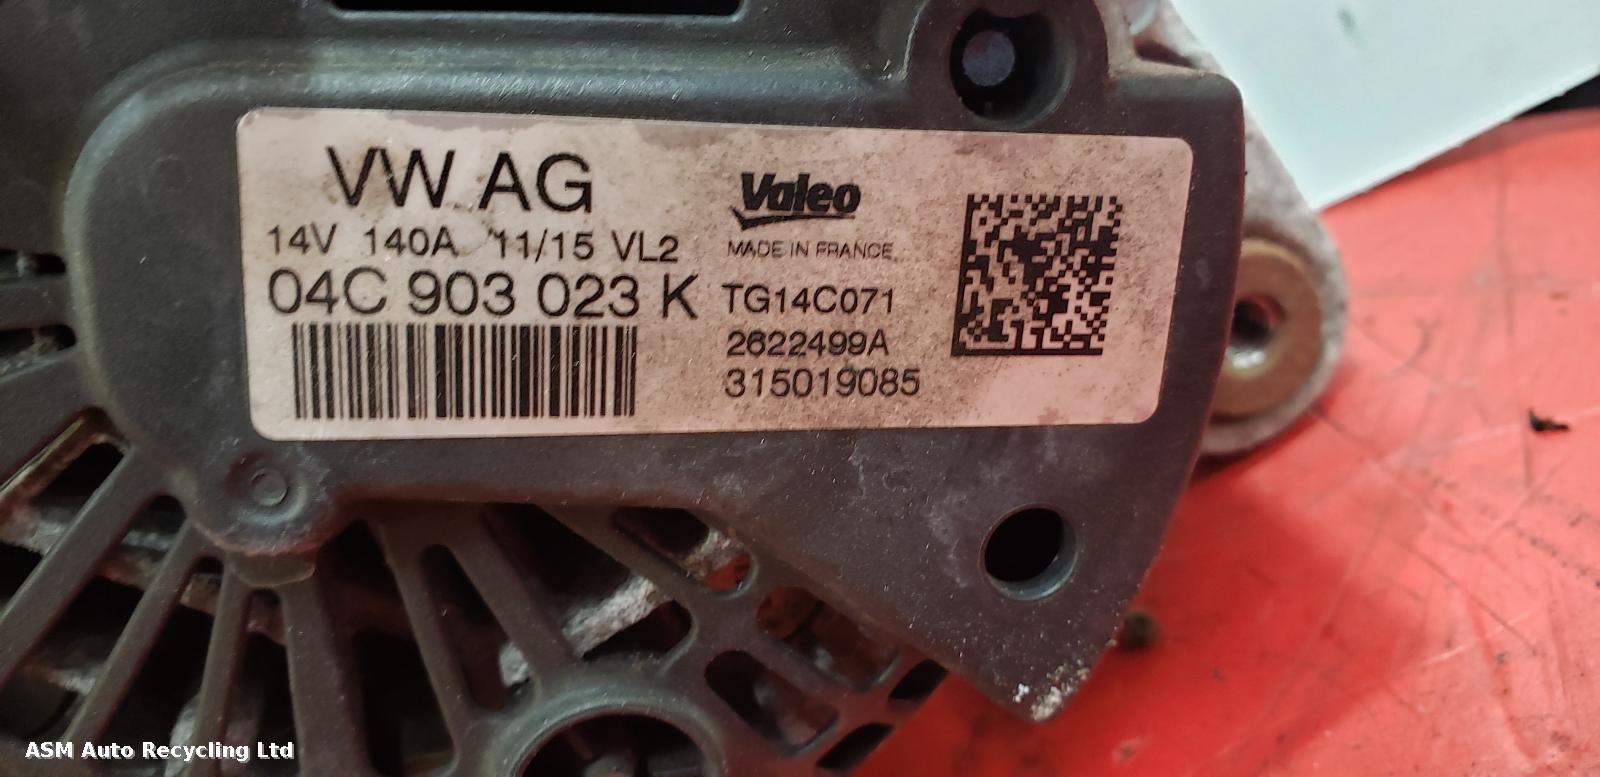 VW AG
14V 140A 11/15 VL2
04C 903 023 K
Valeo
MADE IN FRANCE
TG14C071
2622499A
315019085
ASM Auto Recycling Ltd